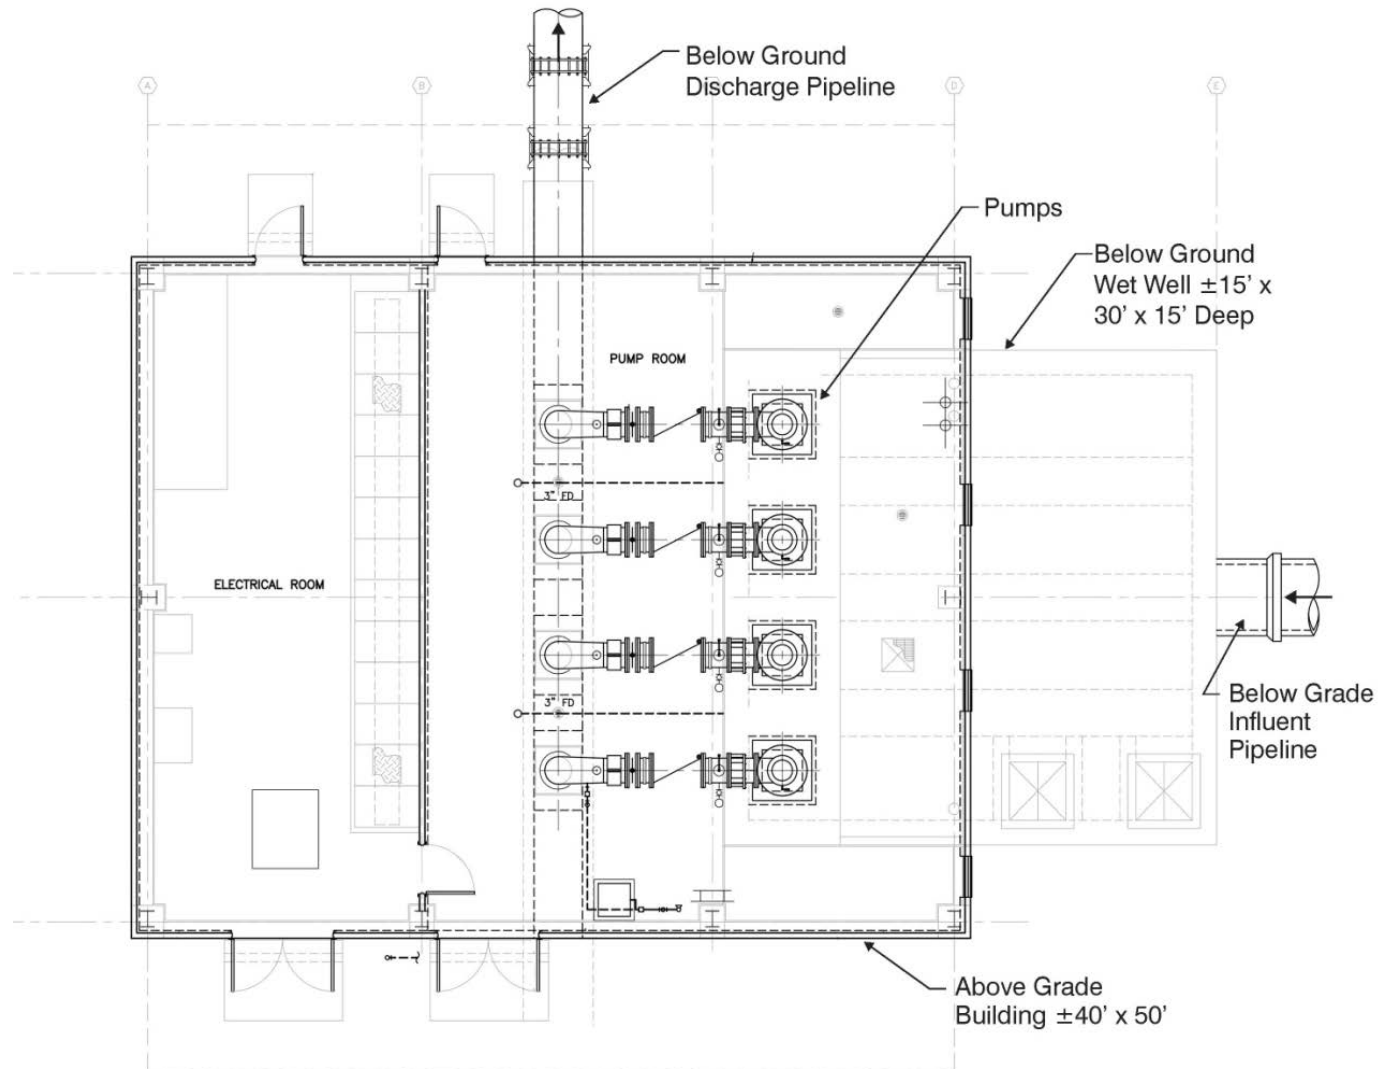 Below Ground
Discharge Pipeline
A
B
D
E
Pumps
Below Ground
Wet Well ±15’ x
30’ x 15’ Deep
PUMP ROOM
3" FD
ELECTRICAL ROOM
3" FD
Below Grade
Influent
Pipeline
Above Grade
Building ±40’ x 50’